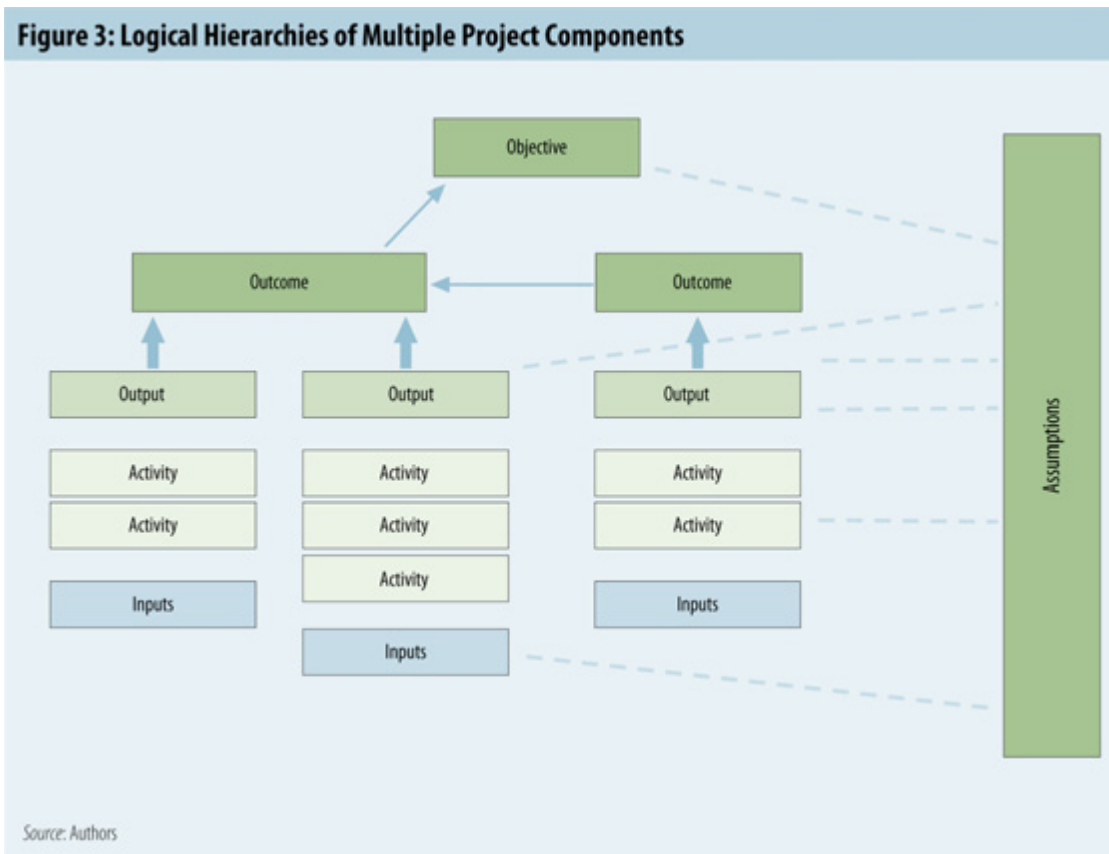 Figure 3: Logical Hierarchies of Multiple Project Components
Objective
Outcome
Outcome
Output
Output
Output
Activity
Activity
Activity
Activity
Activity
Activity
Activity
Inputs
Inputs
Inputs
Assumptions
Source: Authors